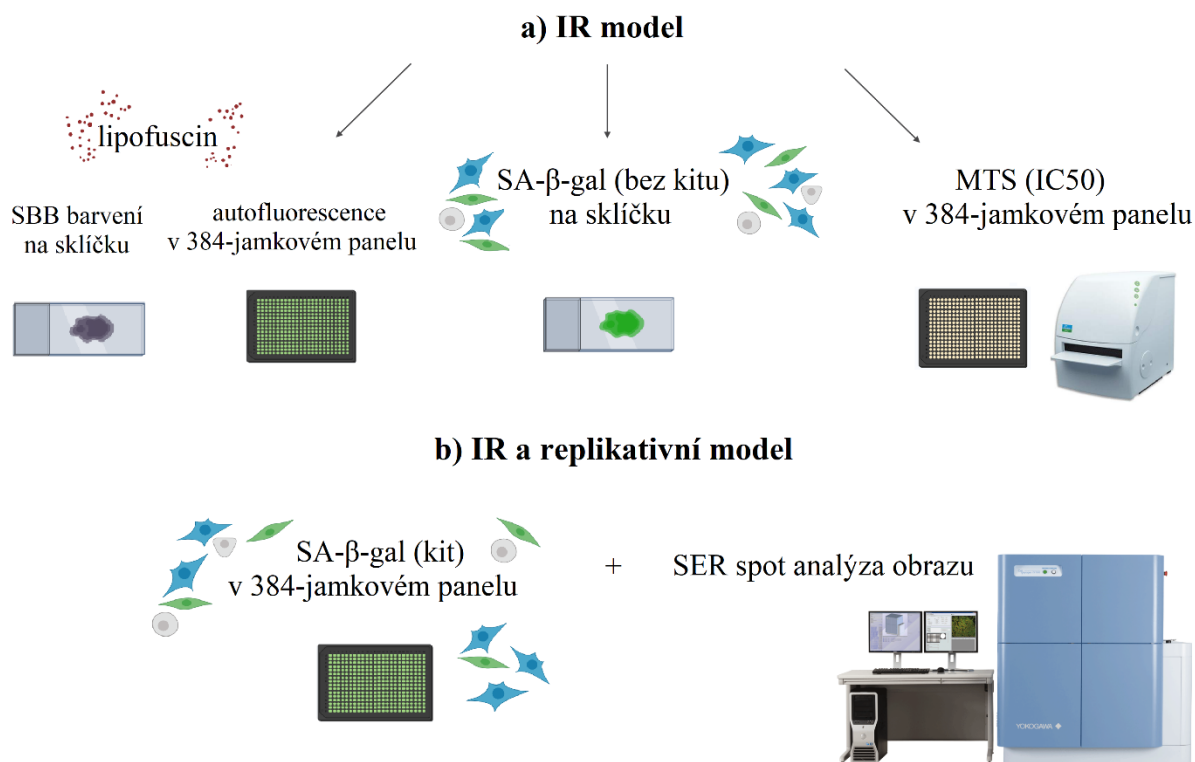 a) IR model
lipofuscin
SBB barvení
na sklíčku
autofluorescence
v 384-jamkovém panelu
SA-β-gal (bez kitu)
na sklíčku
MTS (IC50)
v 384-jamkovém panelu
b) IR a replikativní model
SA-β-gal (kit)
v 384-jamkovém panelu
+
SER spot analýza obrazu
YOKOGAWA